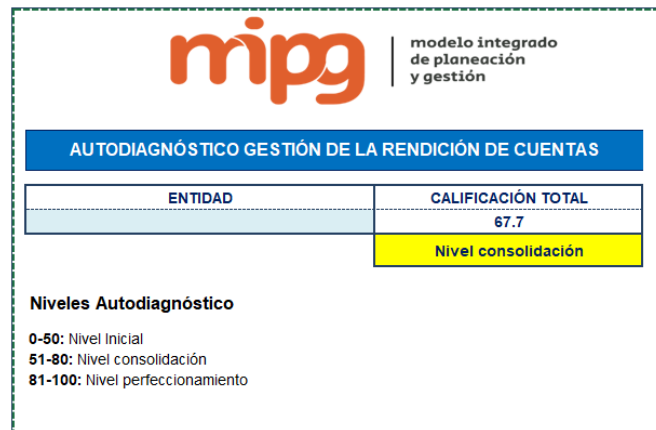 mipg
modelo integrado
de planeación
y gestión
AUTODIAGNÓSTICO GESTIÓN DE LA RENDICIÓN DE CUENTAS
ENTIDAD CALIFICACIÓN TOTAL
67.7
Nivel consolidación
Niveles Autodiagnóstico
0-50: Nivel Inicial
51-80: Nivel consolidación
81-100: Nivel perfeccionamiento